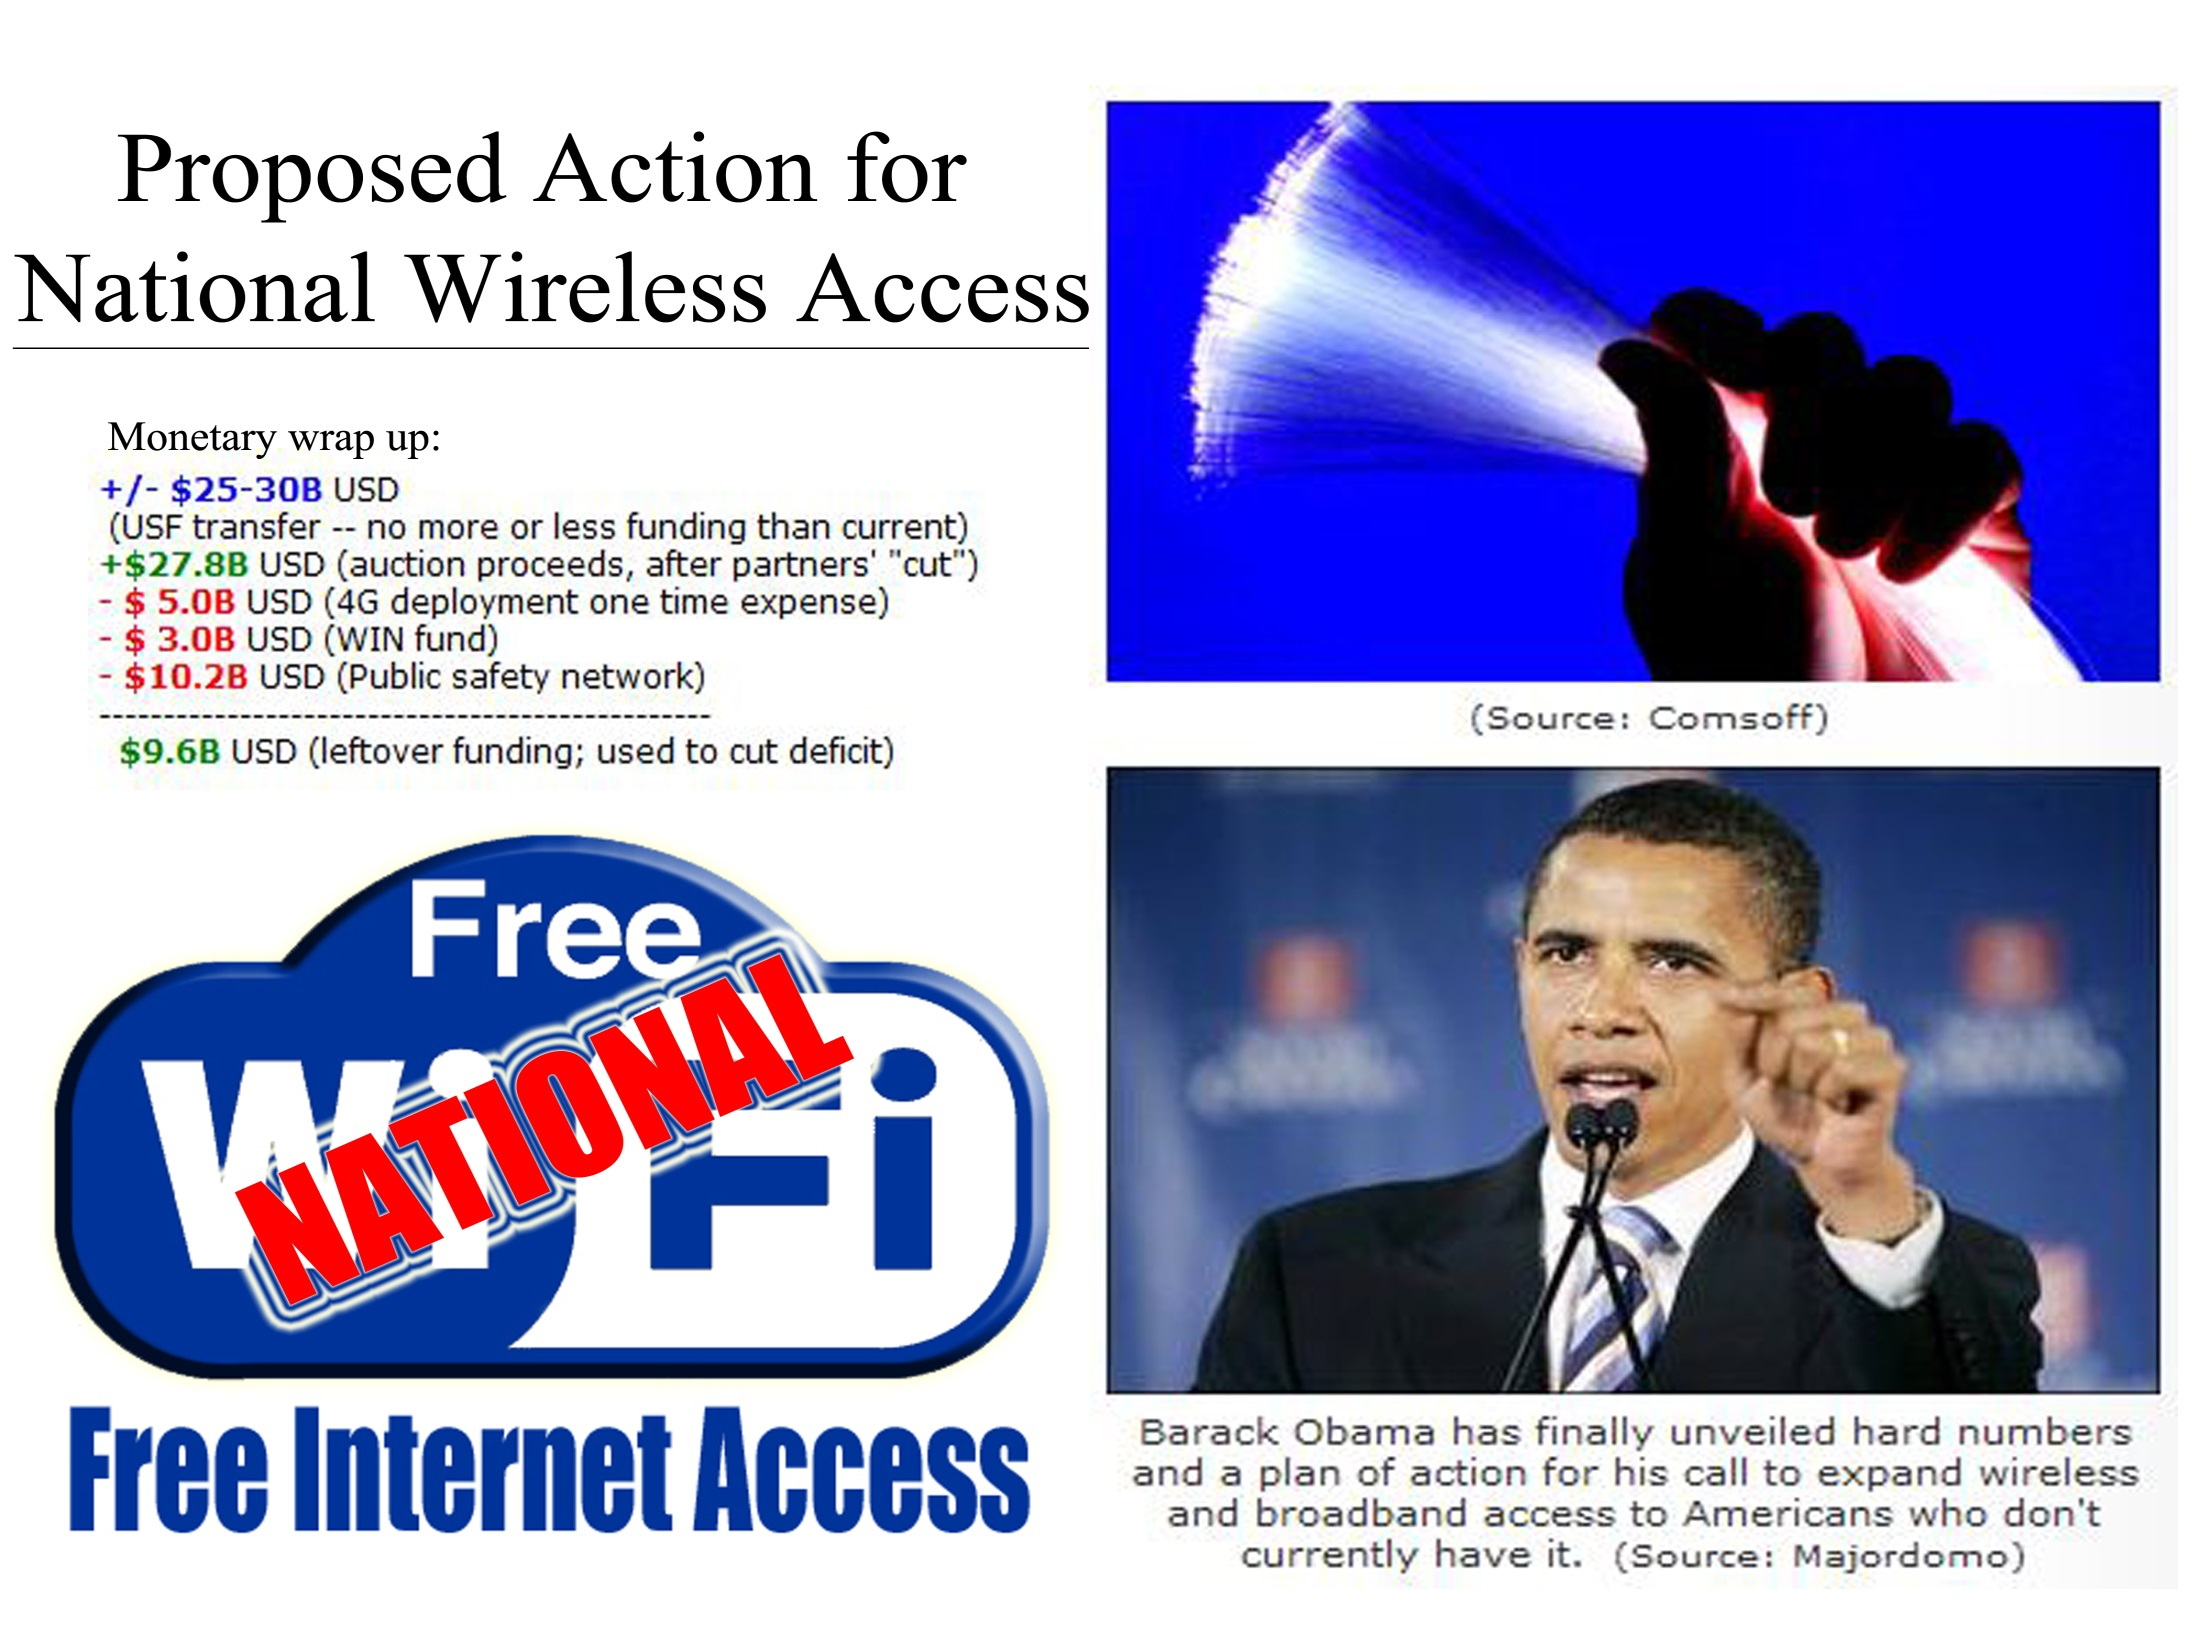 Proposed Action for
National Wireless Access
Monetary wrap up:
+/- $25-30B USD
(USF transfer -- no more or less funding than current)
+$27.8B USD (auction proceeds, after partners' "cut")
- $ 5.0B USD (4G deployment one time expense)
- $ 3.0B USD (WIN fund)
- $10.2B USD (Public safety network)
------------------------------------------------
$9.6B USD (leftover funding; used to cut deficit)
Free
Wi Fi
NATIONAL
Free Internet Access
(Source: Comsoff)
Barack Obama has finally unveiled hard numbers
and a plan of action for his call to expand wireless
and broadband access to Americans who don't
currently have it. (Source: Majordomo)